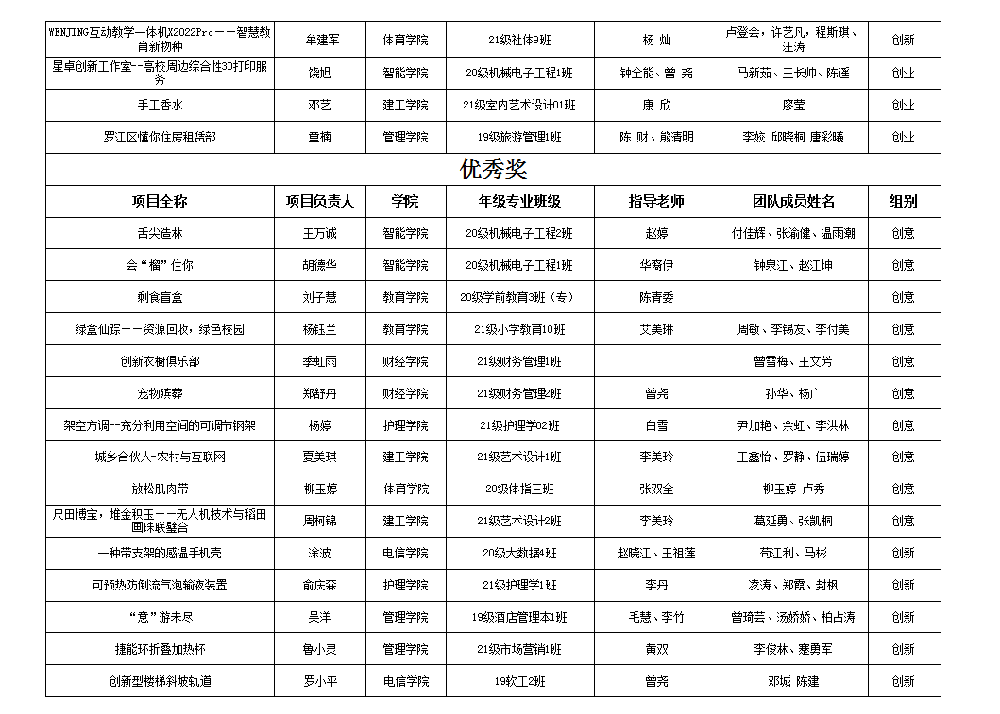 WENJING互动教学一体机X2022Pro——智慧教育新物种 牟建军 体育学院 21级社体9班 杨 灿 卢登会，许艺凡，程斯琪、汪涛 创新
星卓创新工作室--高校周边综合性3D打印服务 饶旭 智能学院 20级机械电子工程1班 钟全能、曾 尧 马新茹、王长帅、陈遥 创业
手工香水 邓艺 建工学院 21级室内艺术设计01班 康 欣 廖莹 创业
罗江区懂你住房租赁部 童楠 管理学院 19级旅游管理1班 陈 财、熊清明 李姣 邱晓桐 唐彩曦 创业
优秀奖
项目全称 项目负责人 学院 年级专业班级 指导老师 团队成员姓名 组别
舌尖造林 王万诚 智能学院 20级机械电子工程2班 赵婷 付佳辉、张渝健、温雨潮 创意
会“榴”住你 胡德华 智能学院 20级机械电子工程1班 华裔伊 钟泉江、赵江坤 创意
剩食盲盒 刘子慧 教育学院 20级学前教育3班（专） 陈青委 创意
绿盒仙踪——资源回收，绿色校园 杨钰兰 教育学院 21级小学教育10班 艾美琳 周敏、李锡友、李付美 创意
创新衣橱俱乐部 季虹雨 财经学院 21级财务管理1班 曾雪梅、王文芳 创意
宠物殡葬 郑舒丹 财经学院 21级财务管理2班 曾尧 孙华、杨广 创意
架空方调--充分利用空间的可调节钢架 杨婷 护理学院 21级护理学02班 白雪 尹加艳、余虹、李洪林 创意
城乡合伙人-农村与互联网 夏美琪 建工学院 21级艺术设计1班 李美玲 王鑫怡、罗静、伍瑞婷 创意
放松肌肉带 柳玉婷 体育学院 20级体指三班 张双全 柳玉婷 卢秀 创意
尺田博宝，堆金积玉——无人机技术与稻田画珠联璧合 周柯锦 建工学院 21级艺术设计2班 李美玲 葛延勇、张凯桐 创意
一种带支架的感温手机壳 涂波 电信学院 20级大数据4班 赵晓江、王祖莲 苟江利、马彬 创新
可预热防倒流气泡输液装置 俞庆森 护理学院 21级护理学1班 李丹 凌涛、郑霞、封枫 创新
“意”游未尽 吴洋 管理学院 19级酒店管理本1班 毛慧、李竹 曾琦芸、汤娇娇、柏占涛 创新
捷能环折叠加热杯 鲁小灵 管理学院 21级市场营销1班 黄双 李俊林、蹇勇军 创新
创新型楼梯斜坡轨道 罗小平 电信学院 19软工2班 曾尧 邓城 陈建 创新